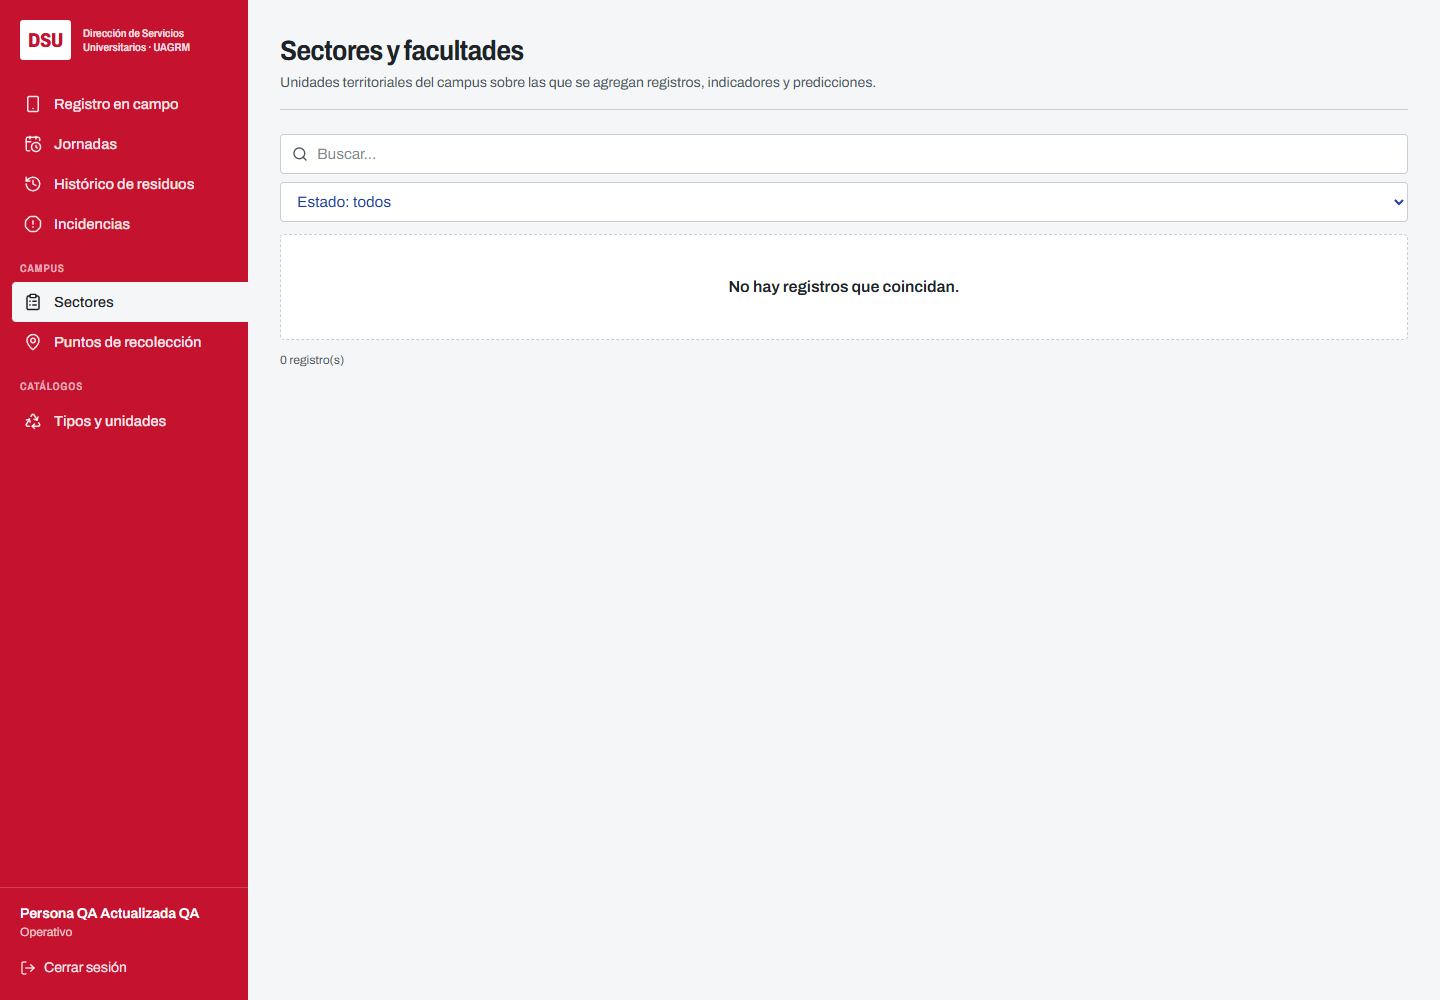 DSU
Dirección de Servicios
Universitarios · UAGRM
Registro en campo
Jornadas
Histórico de residuos
Incidencias
CAMPUS
Sectores
Puntos de recolección
CATÁLOGOS
Tipos y unidades
Persona QA Actualizada QA
Operativo
Cerrar sesión
Sectores y facultades
Unidades territoriales del campus sobre las que se agregan registros, indicadores y predicciones.
Buscar...
Estado: todos
No hay registros que coincidan.
0 registro(s)